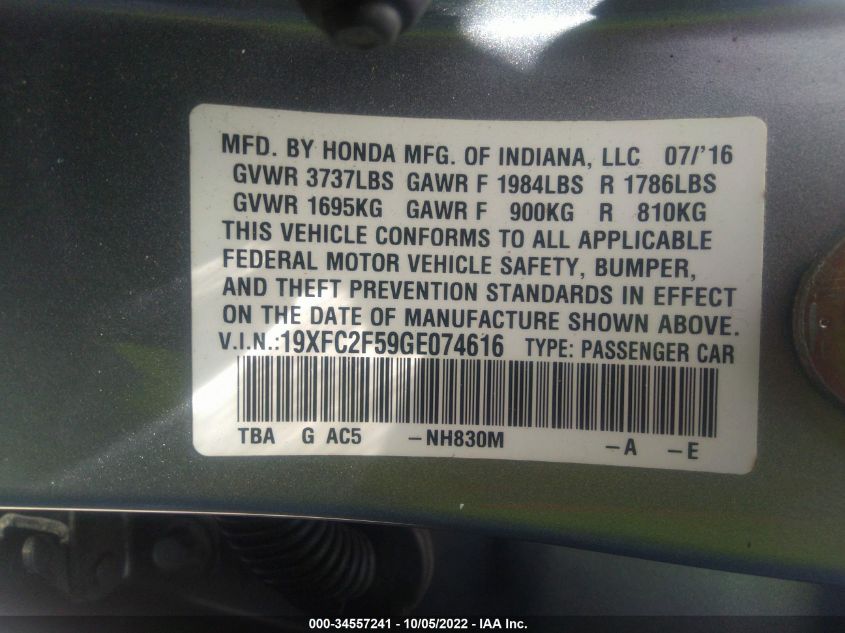 MFD. BY HONDA MFG. OF INDIANA, LLC 07/'16
GVWR 3737LBS GAWR F 1984LBS R 1786LBS
GVWR 1695KG GAWR F 900KG R 810KG
THIS VEHICLE CONFORMS TO ALL APPLICABLE
FEDERAL MOTOR VEHICLE SAFETY, BUMPER,
AND THEFT PREVENTION STANDARDS IN EFFECT
ON THE DATE OF MANUFACTURE SHOWN ABOVE.
V.I.N.:19XFC2F59GE074616 TYPE: PASSENGER CAR
TBA G AC5 -NH830M -A -E
000-34557241 - 10/05/2022 - IAA Inc.